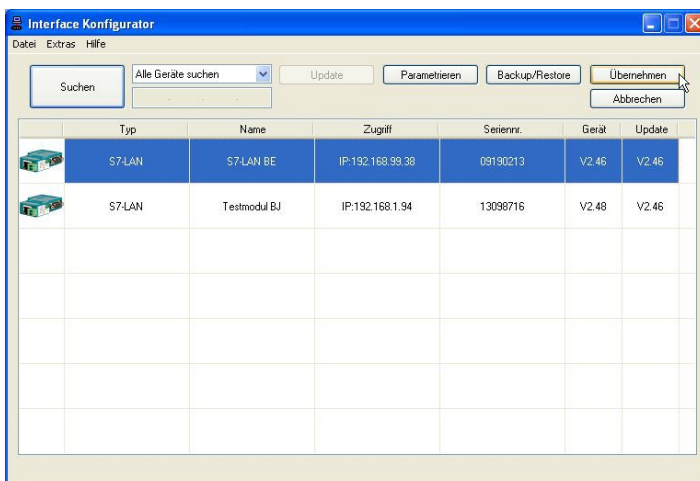 Interface Konfigurator
Datei Extras Hilfe
Suchen Alle Geräte suchen Update Parametrieren Backup/Restore Übernehmen
Abbrechen
Typ Name Zugriff Seriennr. Gerät Update
S7-LAN S7-LAN BE IP:192.168.99.38 09190213 V2.46 V2.46
S7-LAN Testmodul BJ IP:192.168.1.94 13098716 V2.48 V2.46